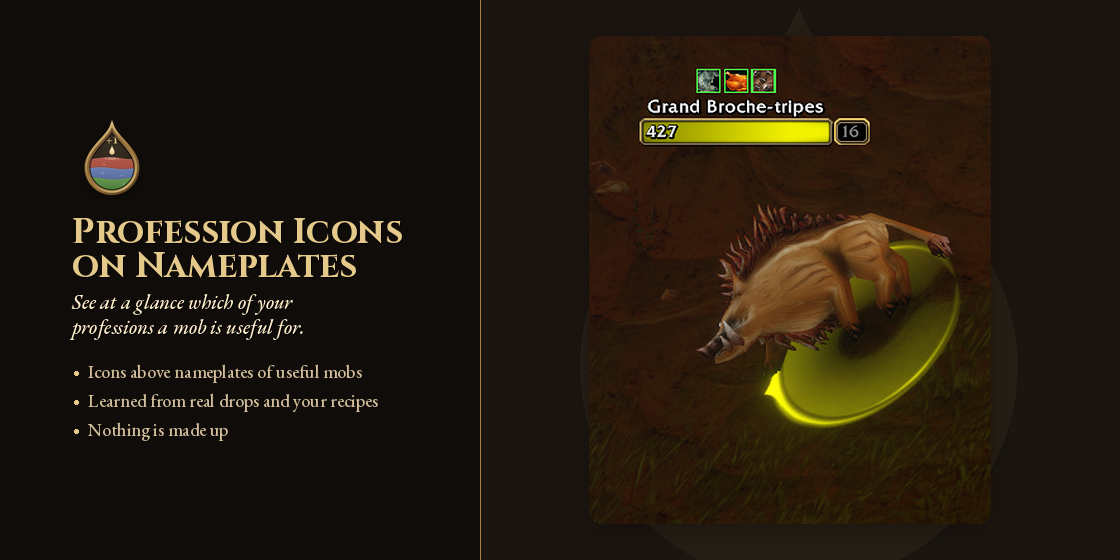 +1
Profession Icons
on Nameplates
See at a glance which of your
professions a mob is useful for.
• Icons above nameplates of useful mobs
• Learned from real drops and your recipes
• Nothing is made up
Grand Broche-tripes
427
16